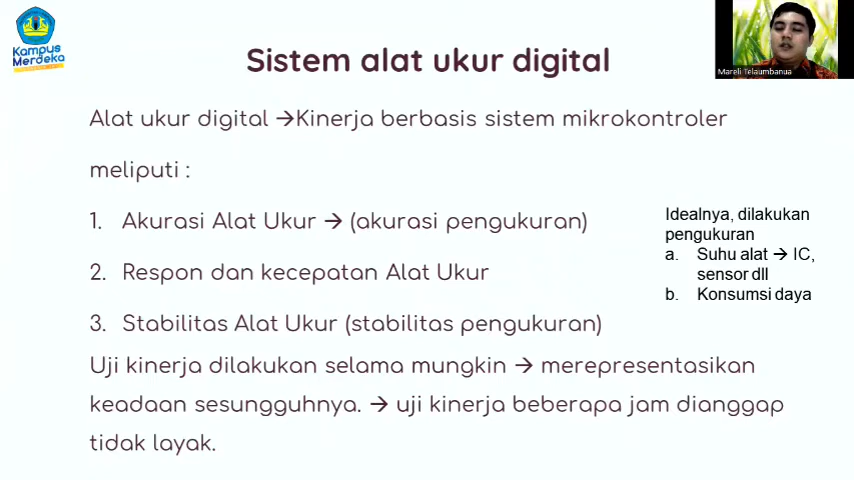 Kampus
Merdeka
Sistem alat ukur digital
Mareli Telaumbanua
Alat ukur digital →Kinerja berbasis sistem mikrokontroler
meliputi :
1. Akurasi Alat Ukur → (akurasi pengukuran)
2. Respon dan kecepatan Alat Ukur
3. Stabilitas Alat Ukur (stabilitas pengukuran)
Idealnya, dilakukan
pengukuran
a. Suhu alat → IC,
sensor dll
b. Konsumsi daya
Uji kinerja dilakukan selama mungkin → merepresentasikan
keadaan sesungguhnya. → uji kinerja beberapa jam dianggap
tidak layak.